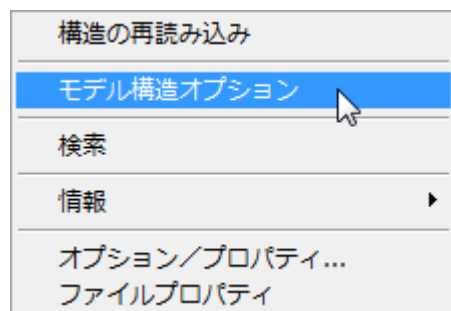 構造の再読み込み
モデル構造オプション
検索
情報
オプション／プロパティ...
ファイルプロパティ